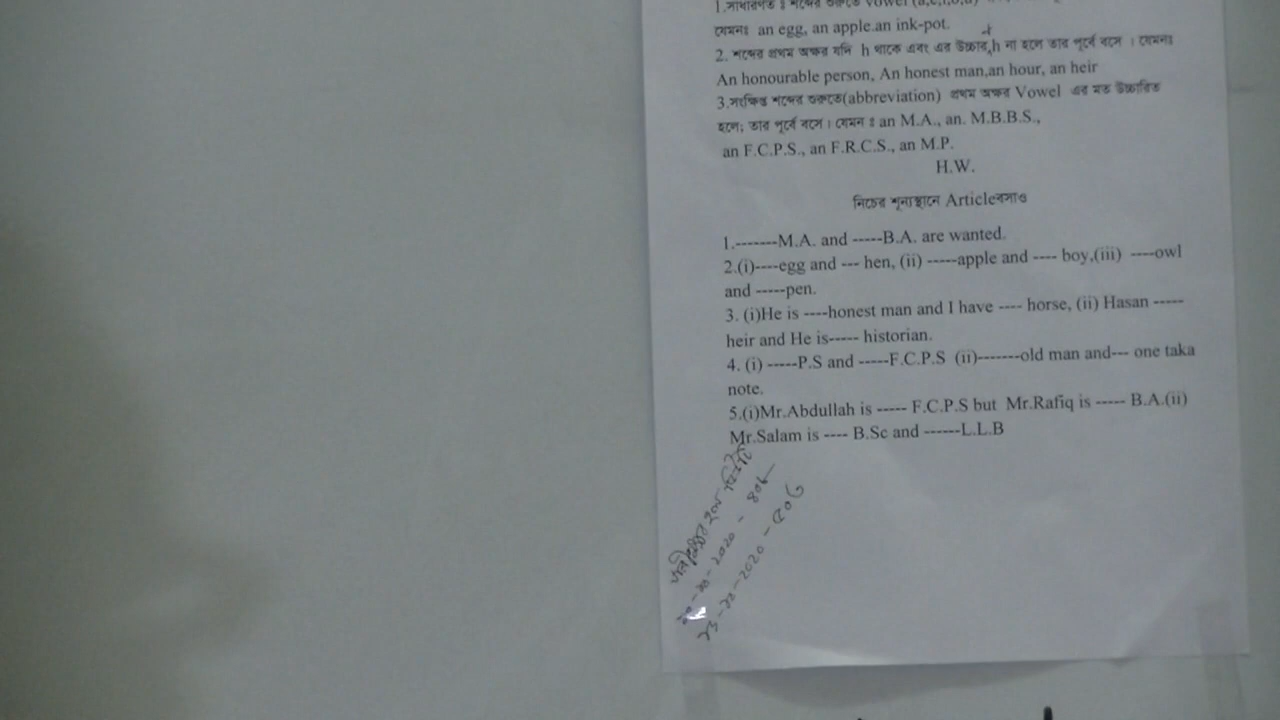 1.সাধারণত ঃ শব্দের শুরুতে vowel (a,e,i,o,u)
যেমনঃ an egg, an apple.an ink-pot.
2. শব্দের প্রথম অক্ষর যদি h থাকে এবং এর উচ্চারণ h না হলে তার পূর্বে বসে । যেমনঃ
An honourable person, An honest man,an hour, an heir
3.সংক্ষিপ্ত শব্দের শুরুতে(abbreviation) প্রথম অক্ষর Vowel এর মত উচ্চারিত
হলে; তার পূর্বে বসে । যেমন ঃ an M.A., an. M.B.B.S.,
an F.C.P.S., an F.R.C.S., an M.P.
H.W.
নিচের শূন্যস্থানে Articleবসাও
1.-------M.A. and -----B.A. are wanted.
2.(i)----egg and --- hen, (ii) -----apple and ---- boy,(iii) ----owl
and -----pen.
3. (i)He is ----honest man and I have ---- horse, (ii) Hasan -----
heir and He is----- historian.
4. (i) -----P.S and -----F.C.P.S (ii)-------old man and--- one taka
note.
5.(i)Mr.Abdullah is ----- F.C.P.S but Mr.Rafiq is ----- B.A.(ii)
Mr.Salam is ---- B.Sc and ------L.L.B